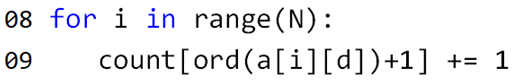 08 for i in range(N):
09    count[ord(a[i][d])+1] += 1